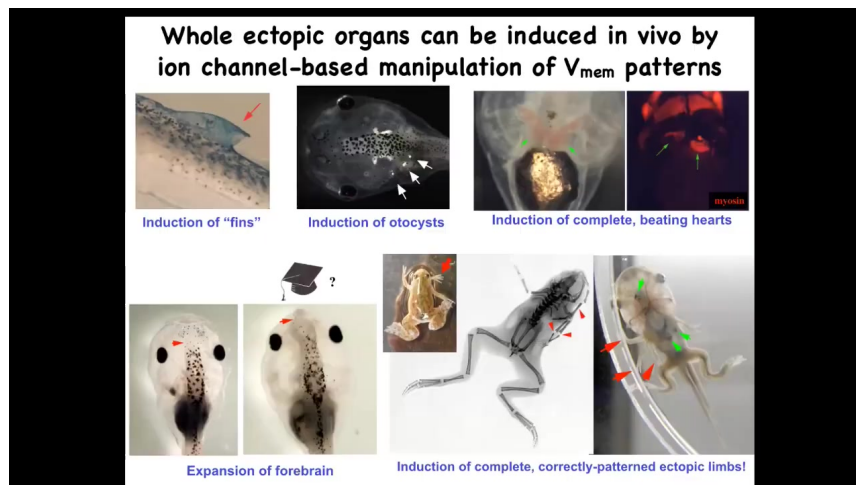 Whole ectopic organs can be induced in vivo by
ion channel-based manipulation of Vmem patterns
Induction of “fins”
Induction of otocysts
myosin
Induction of complete, beating hearts
?
Expansion of forebrain
Induction of complete, correctly-patterned ectopic limbs!